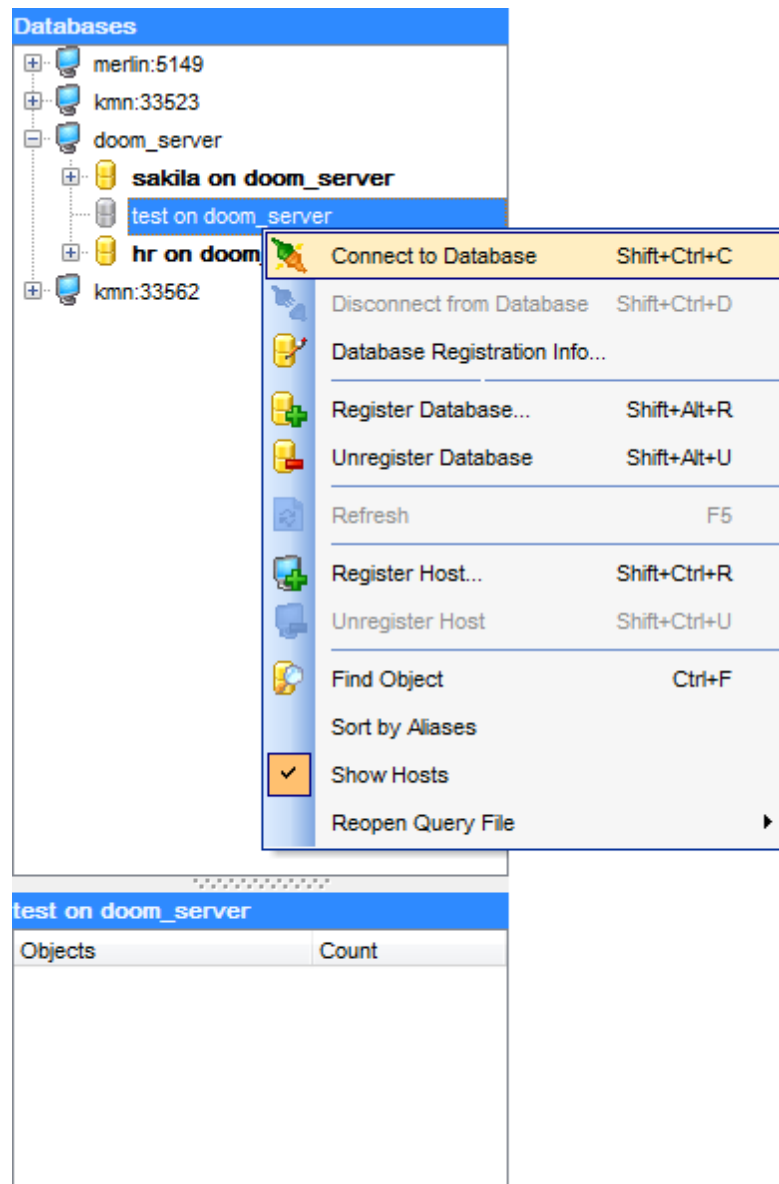 Databases
merlin:5149
kmn:33523
doom_server
sakila on doom_server
test on doom_server
hr on doom
kmn:33562
Connect to Database Shift+Ctrl+C
Disconnect from Database Shift+Ctrl+D
Database Registration Info...
Register Database... Shift+Alt+R
Unregister Database Shift+Alt+U
Refresh F5
Register Host... Shift+Ctrl+R
Unregister Host Shift+Ctrl+U
Find Object Ctrl+F
Sort by Aliases
Show Hosts
Reopen Query File
test on doom_server
Objects Count